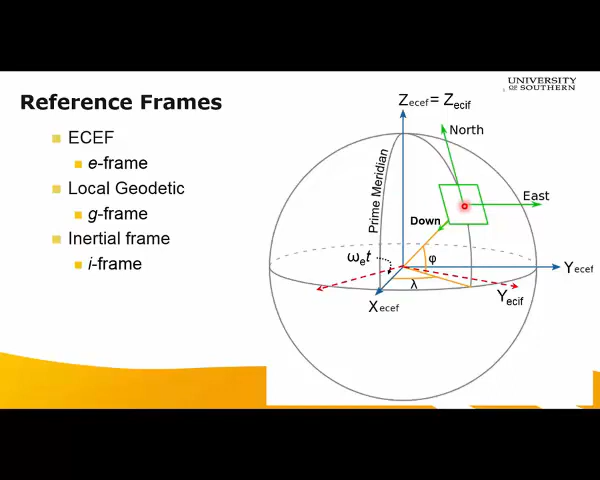 UNIVERSITY
OF SOUTHERN
Reference Frames
ECEF
e-frame
Local Geodetic
g-frame
Inertial frame
i-frame
Zecef = Zecif
North
East
Prime Meridian
Down
ωet
φ
λ
Yecef
Yecif
Xecef